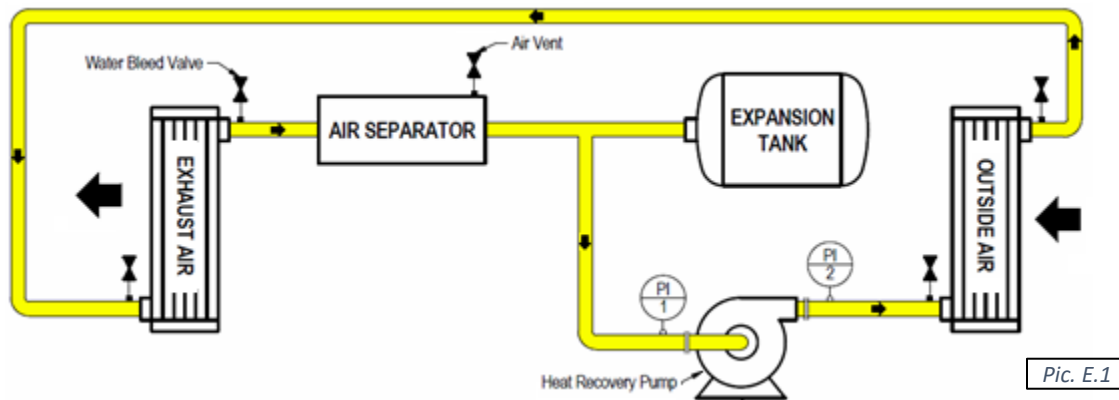 Water Bleed Valve
Air Vent
AIR SEPARATOR
EXPANSION
TANK
EXHAUST AIR
OUTSIDE AIR
PI
1
PI
2
Heat Recovery Pump
Pic. E.1